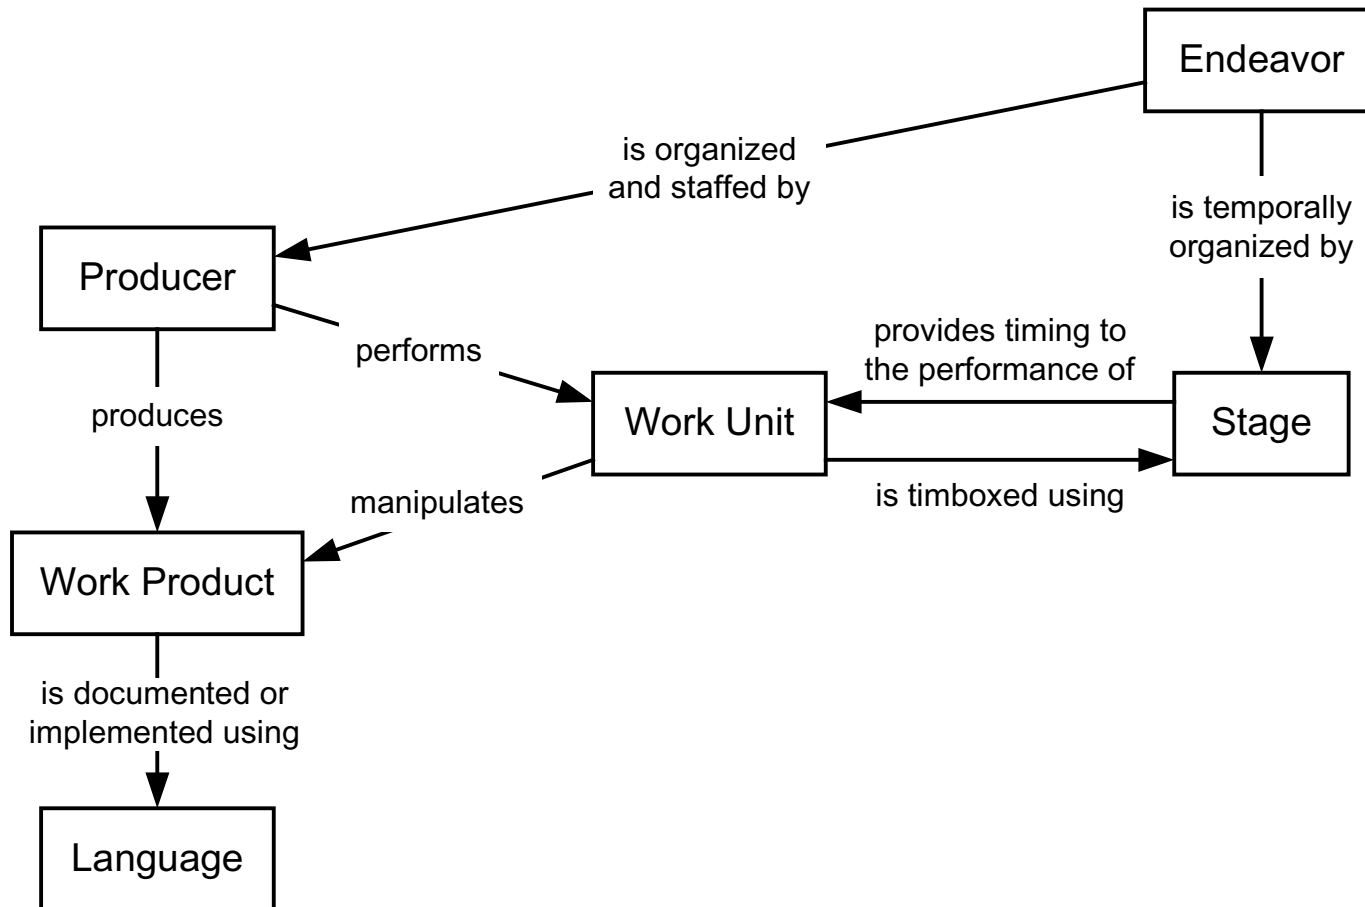 Endeavor
is organized
and staffed by
is temporally
organized by
Producer
provides timing to
the performance of
performs
Work Unit
Stage
produces
is timboxed using
manipulates
Work Product
is documented or
implemented using
Language